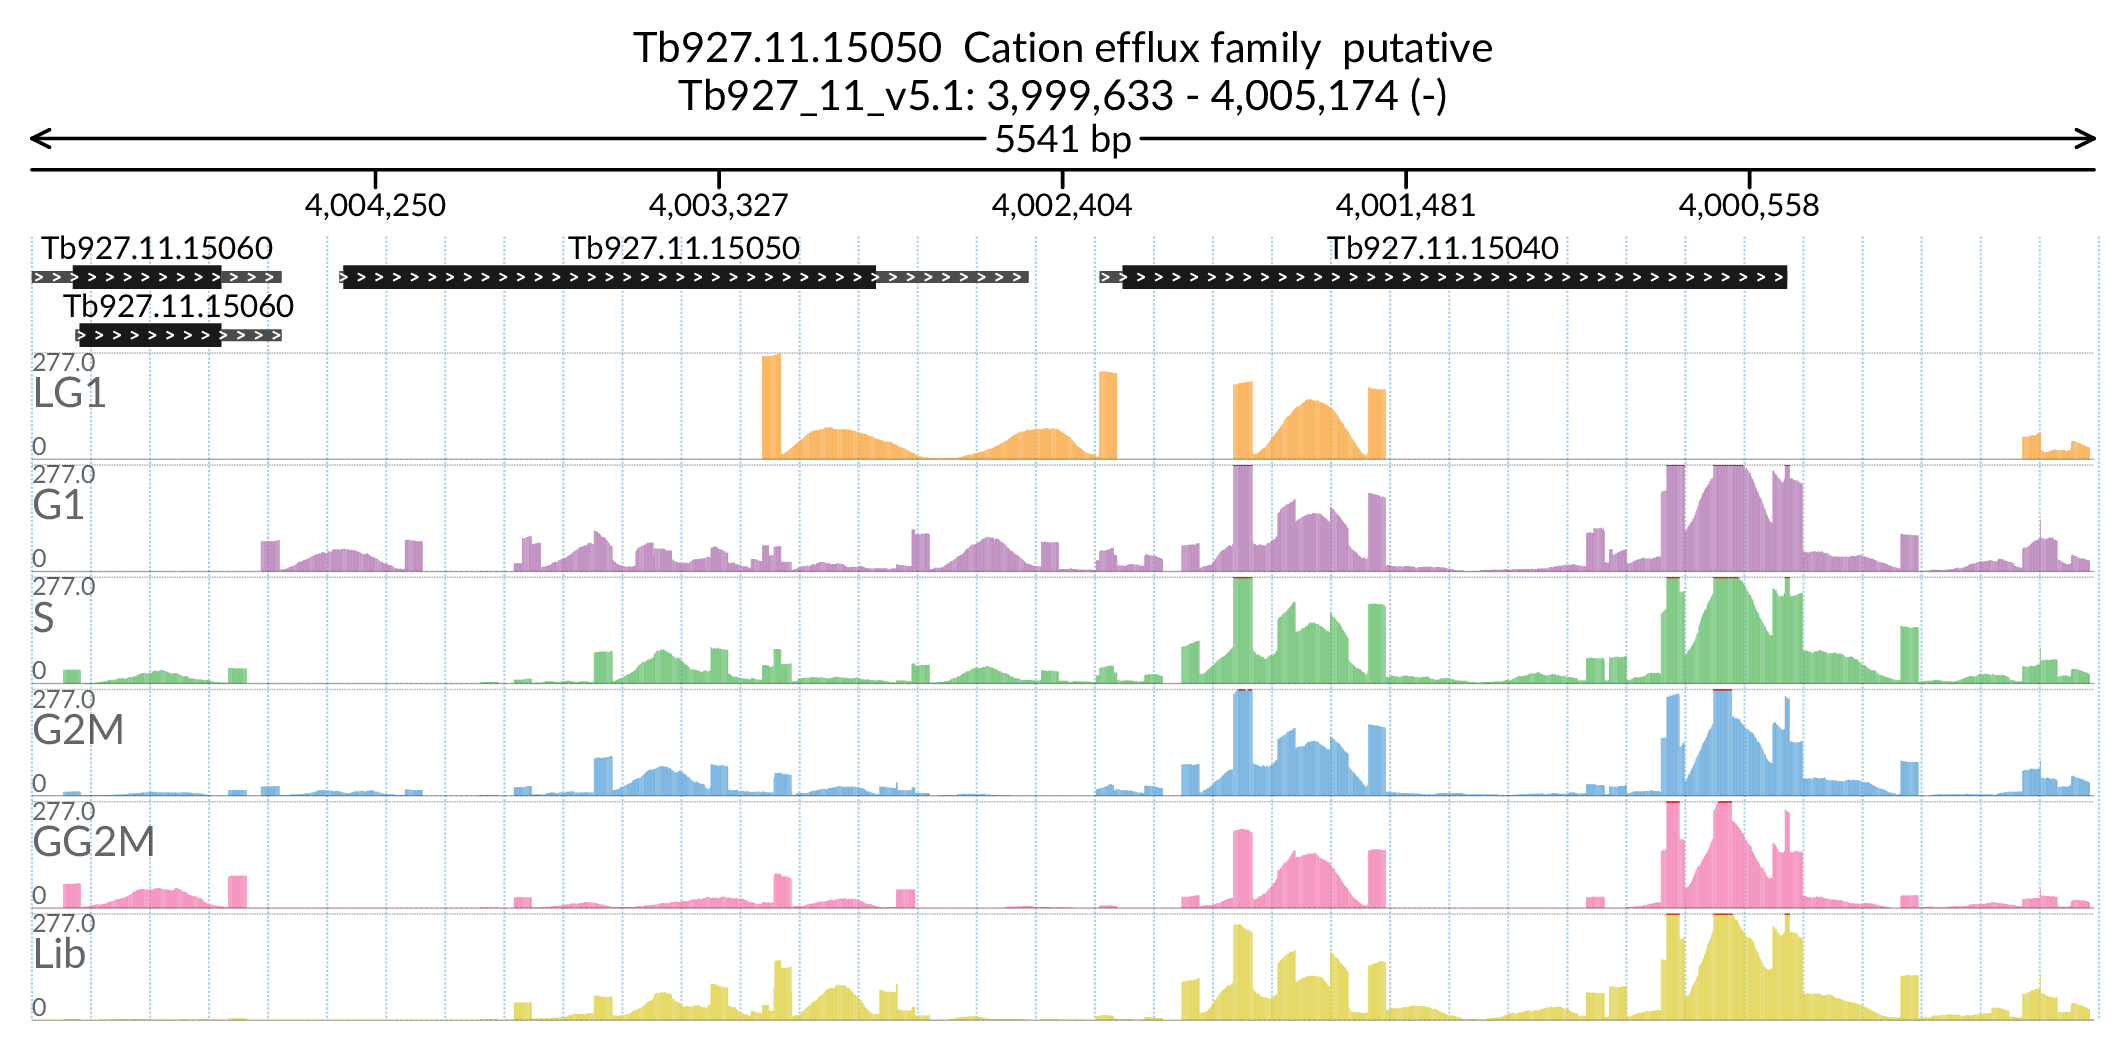 Tb927.11.15050  Cation efflux family  putative
Tb927_11_v5.1: 3,999,633 - 4,005,174 (-)
5541 bp
4,004,250 4,003,327 4,002,404 4,001,481 4,000,558
Tb927.11.15060 Tb927.11.15050 Tb927.11.15040
Tb927.11.15060
277.0
LG1
0
277.0
G1
0
277.0
S
0
277.0
G2M
0
277.0
GG2M
0
277.0
Lib
0